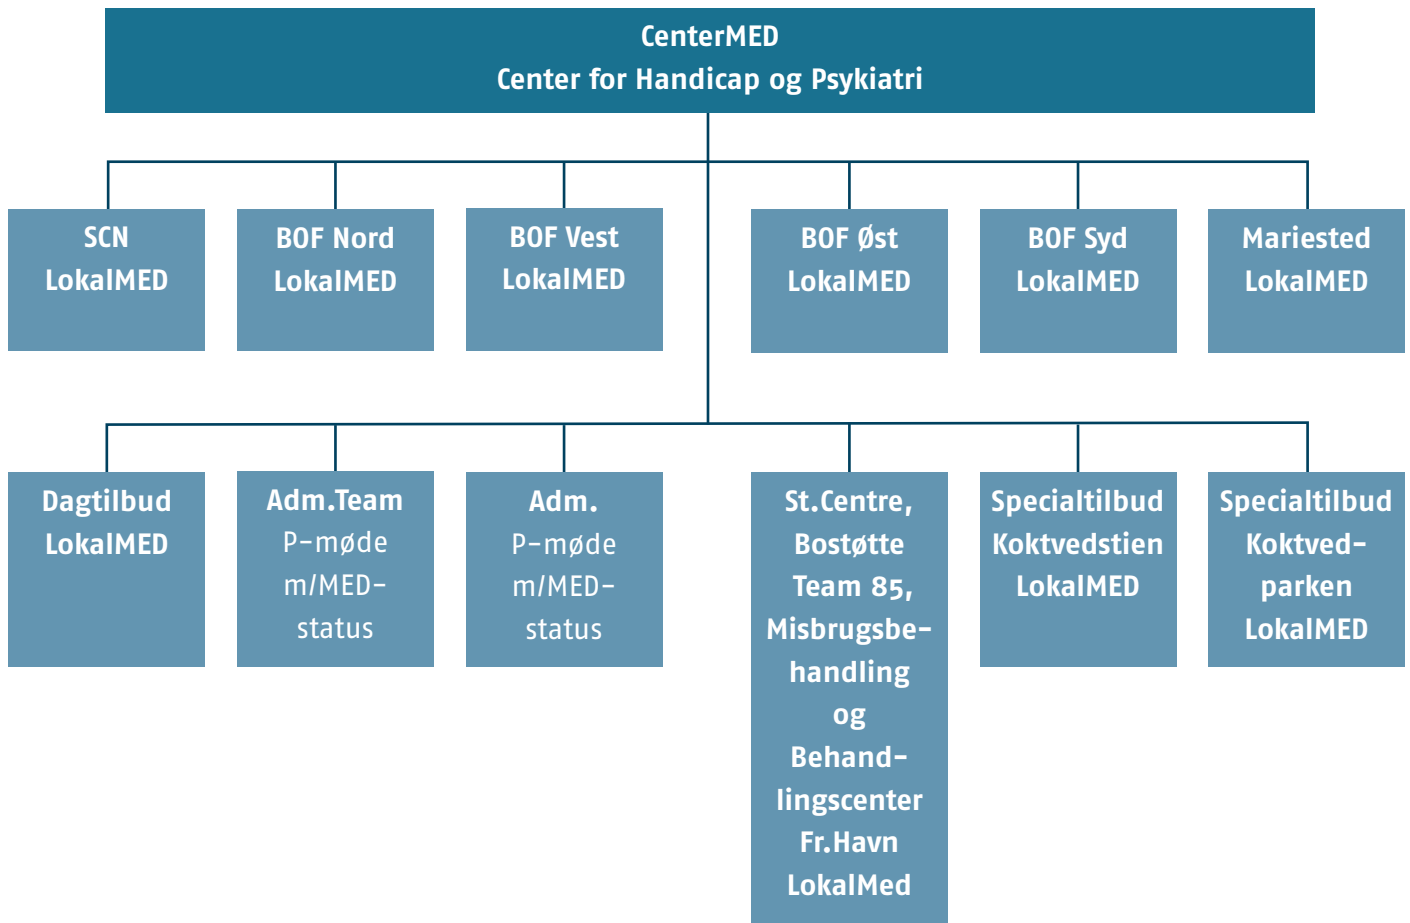 CenterMED
Center for Handicap og Psykiatri
SCN
LokalMED
BOF Nord
LokalMED
BOF Vest
LokalMED
BOF Øst
LokalMED
BOF Syd
LokalMED
Mariested
LokalMED
Dagtilbud
LokalMED
Adm.Team
P-møde
m/MED-
status
Adm.
P-møde
m/MED-
status
St.Centre,
Bostøtte
Team 85,
Misbrugsbe-
handling
og
Behand-
lingscenter
Fr.Havn
LokalMed
Specialtilbud
Koktvedstien
LokalMED
Specialtilbud
Koktved-
parken
LokalMED